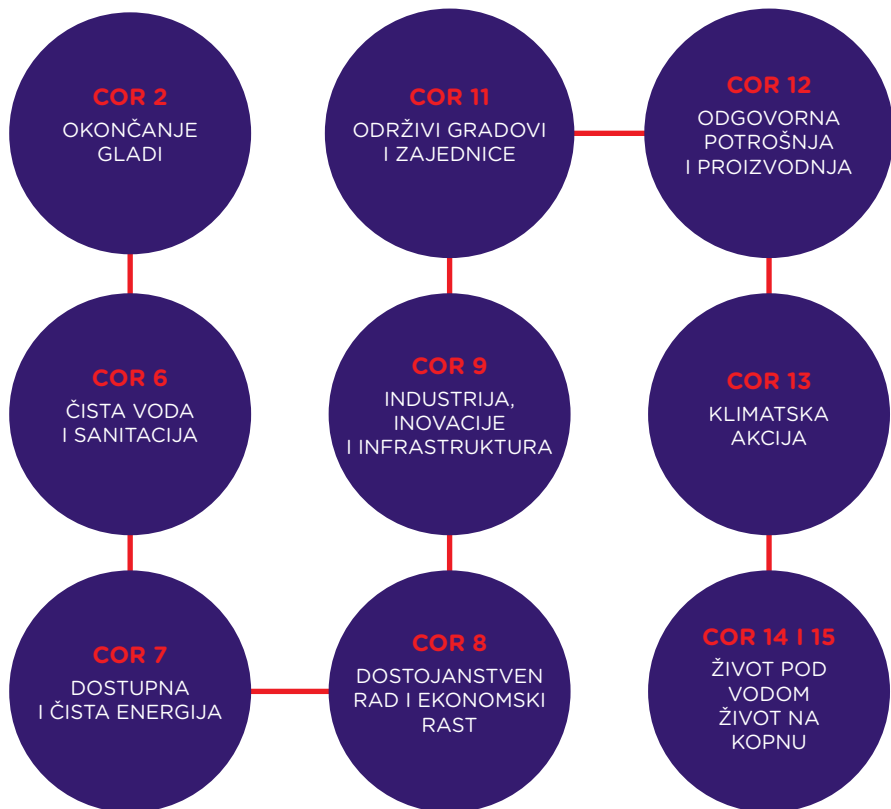 COR 2
OKONČANJE
GLADI
COR 11
ODRŽIVI GRADOVI
I ZAJEDNICE
COR 12
ODGOVORNA
POTROŠNJA
I PROIZVODNJA
COR 6
ČISTA VODA
I SANITACIJA
COR 9
INDUSTRIJA,
INOVACIJE
I INFRASTRUKTURA
COR 13
KLIMATSKA
AKCIJA
COR 7
DOSTUPNA
I ČISTA ENERGIJA
COR 8
DOSTOJANSTVEN
RAD I EKONOMSKI
RAST
COR 14 I 15
ŽIVOT POD
VODOM
ŽIVOT NA
KOPNU